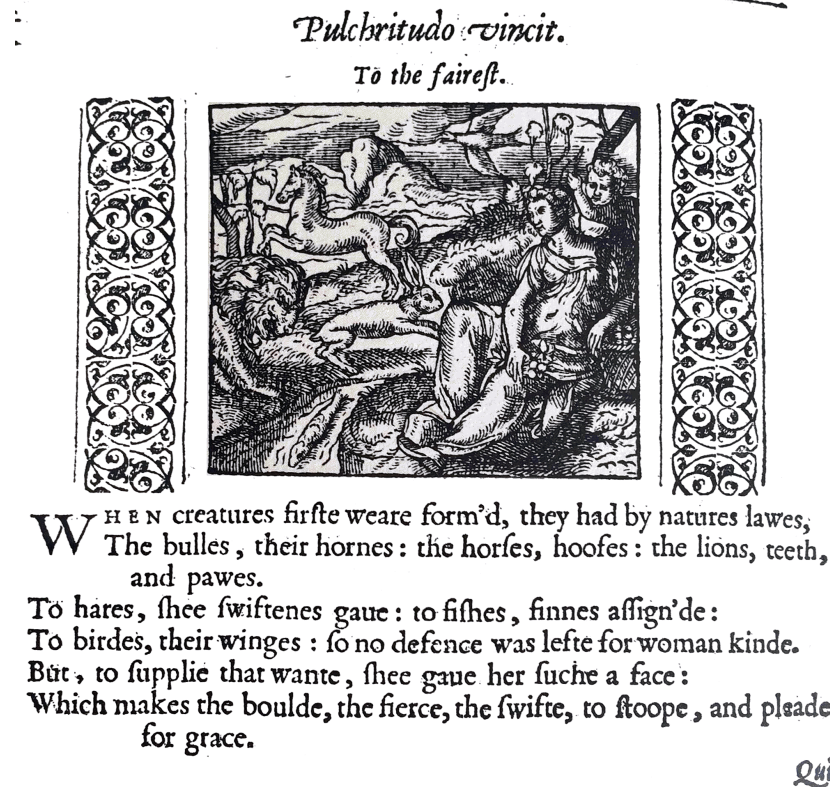 Pulchritudo vincit.
To the faireſt.
WHEN creatures firſte weare form'd, they had by natures lawes,
The bulles, their hornes: the horſes, hoofes: the lions, teeth,
and pawes.
To hares, ſhee ſwiftenes gaue: to fiſhes, finnes aſſign'de:
To birdes, their winges: ſo no defence was lefte for woman kinde.
But, to ſupplie that wante, ſhee gaue her ſuche a face:
Which makes the boulde, the fierce, the ſwifte, to ſtoope, and pleade
for grace.
Qui